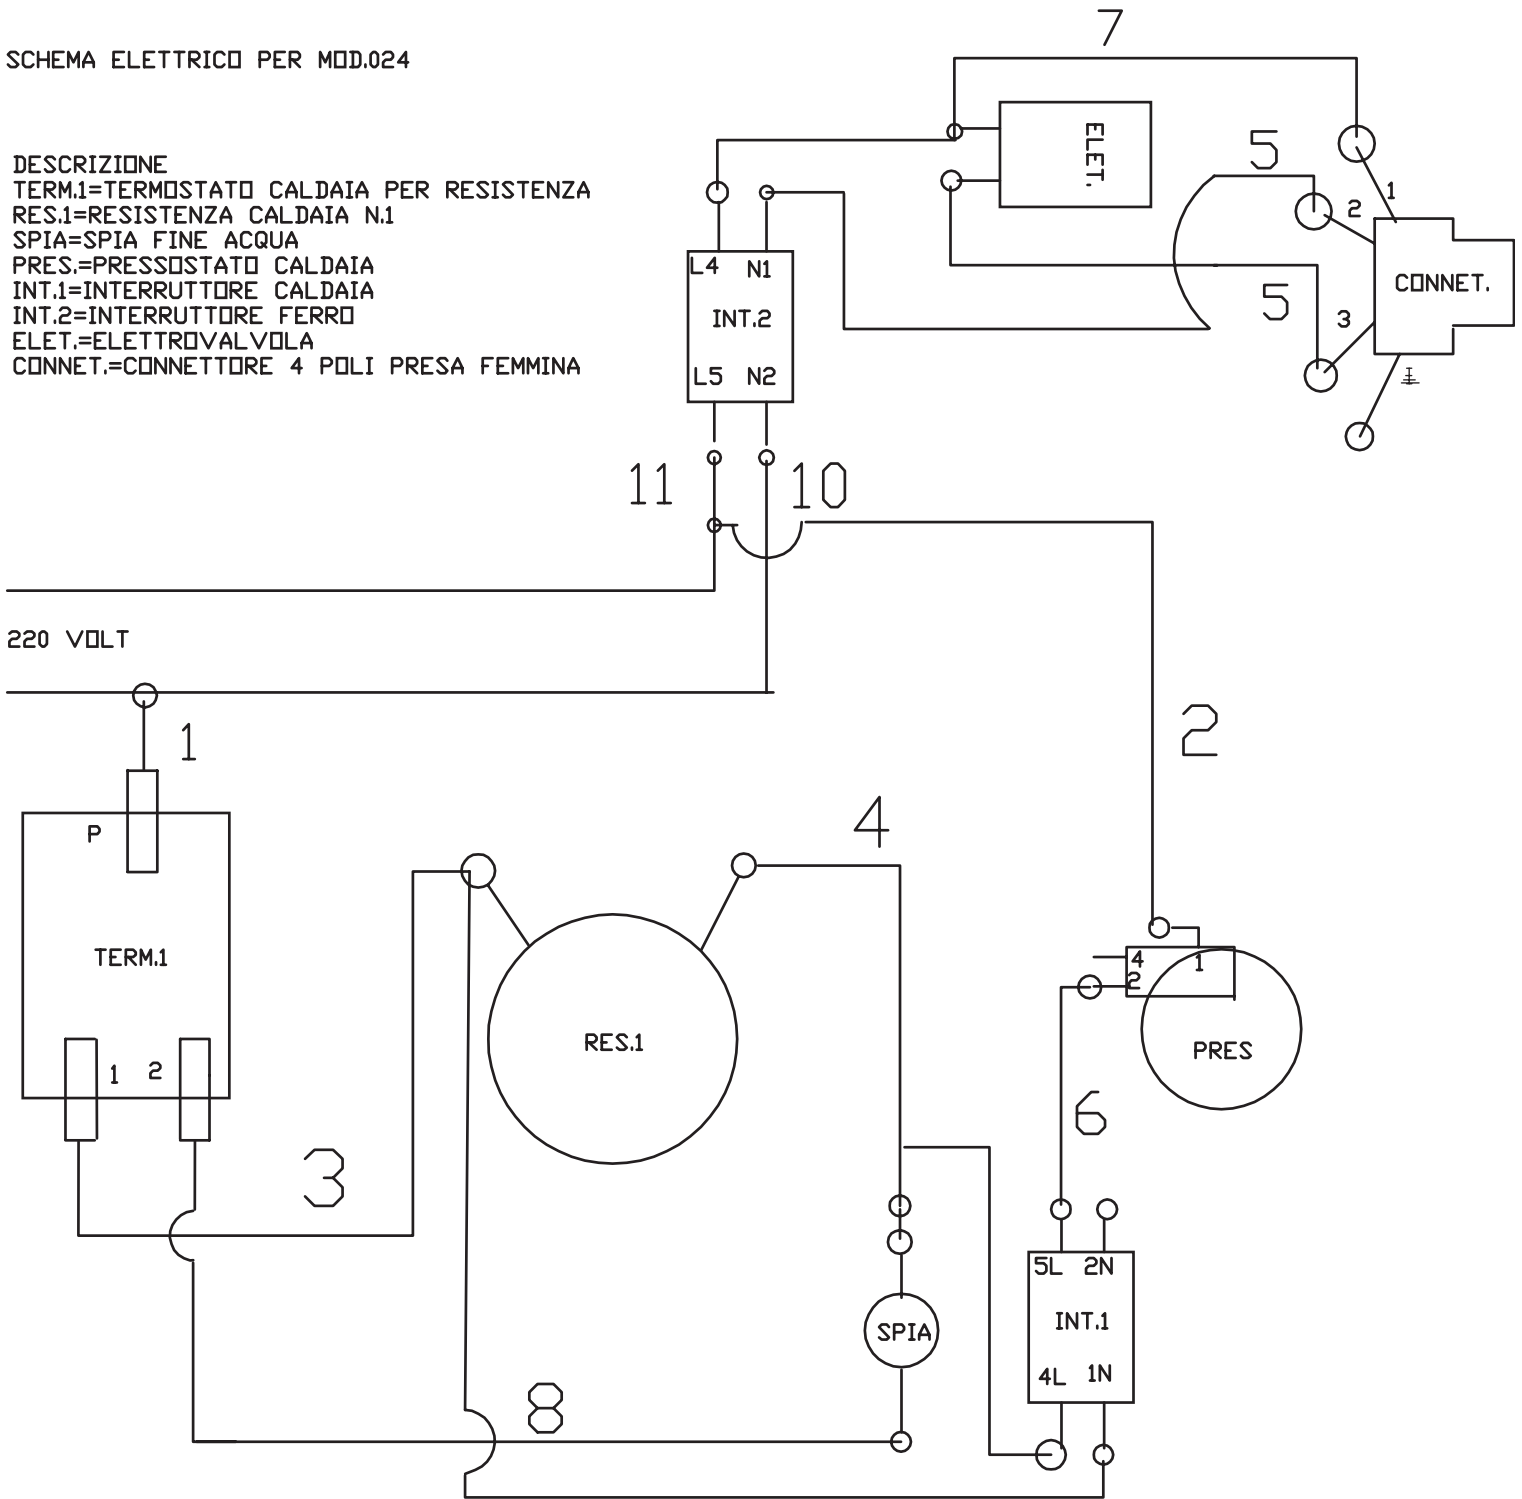 7
SCHEMA ELETTRICO PER MOD.024
DESCRIZIONE
TERM.1=TERMOSTATO CALDAIA PER RESISTENZA
RES.1=RESISTENZA CALDAIA N.1
SPIA=SPIA FINE ACQUA
PRES.=PRESSOSTATO CALDAIA
INT.1=INTERRUTTORE CALDAIA
INT.2=INTERRUTTORE FERRO
ELET.=ELETTROVALVOLA
CONNET.=CONNETTORE 4 POLI PRESA FEMMINA
ELET.
5
1
2
L4 N1
INT.2
L5 N2
CONNET.
5
3
11
10
220 VOLT
1
2
P
TERM.1
1 2
4
RES.1
4 1
2
PRES
3
6
5L 2N
INT.1
4L 1N
SPIA
8